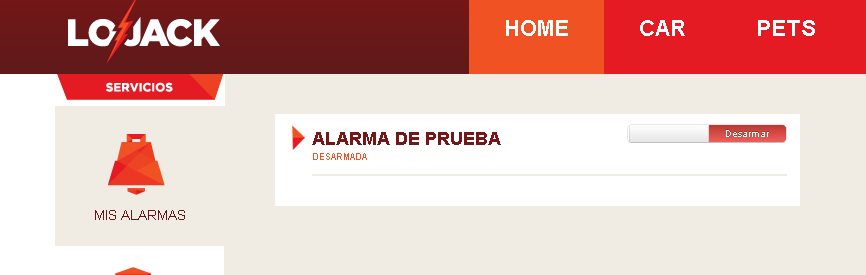 LOJACK
HOME
CAR
PETS
SERVICIOS
MIS ALARMAS
ALARMA DE PRUEBA
DESARMADA
Desarmar